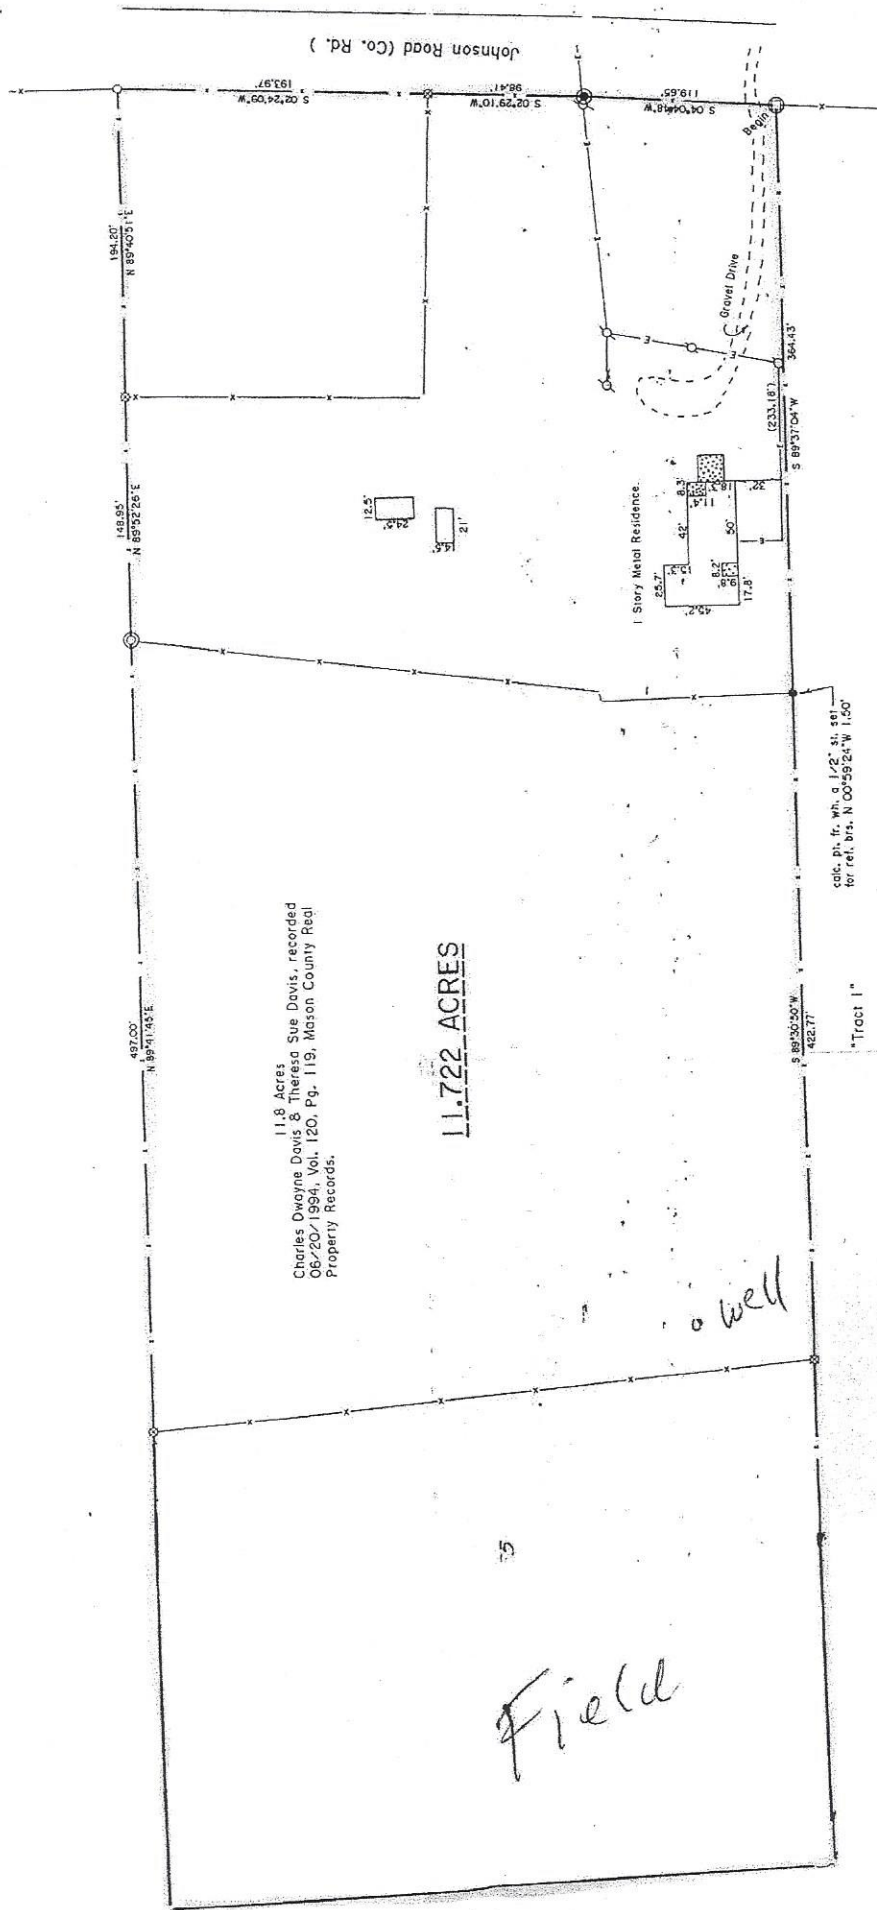 Johnson Road (Co. Rd. )
S 02°24'09"W
193.97'
S 02°29'10"W
98.41'
S 04°04'48"W
119.65'
Begin
194.20'
N 89°40'51"E
148.95'
N 89°52'26"E
497.00'
N 89°41'45"E
Gravel Drive
364.43'
(233.18')
S 89°37'04"W
12.5'
24.5'
14.5'
21'
1 Story Metal Residence
25.7'
42'
8.3'
11.4'
18.3'
32'
50'
8.2'
9.8'
17.8'
45.2'
calc. pt. fr. wh. a 1/2" st. set
for ref. brs. N 00°59'24"W 1.50'
"Tract 1"
S 89°30'50"W
422.77'
11.8 Acres
Charles Dwayne Davis & Theresa Sue Davis, recorded
06/20/1994, Vol. 120, Pg. 119, Mason County Real
Property Records.
11.722 ACRES
well
Field